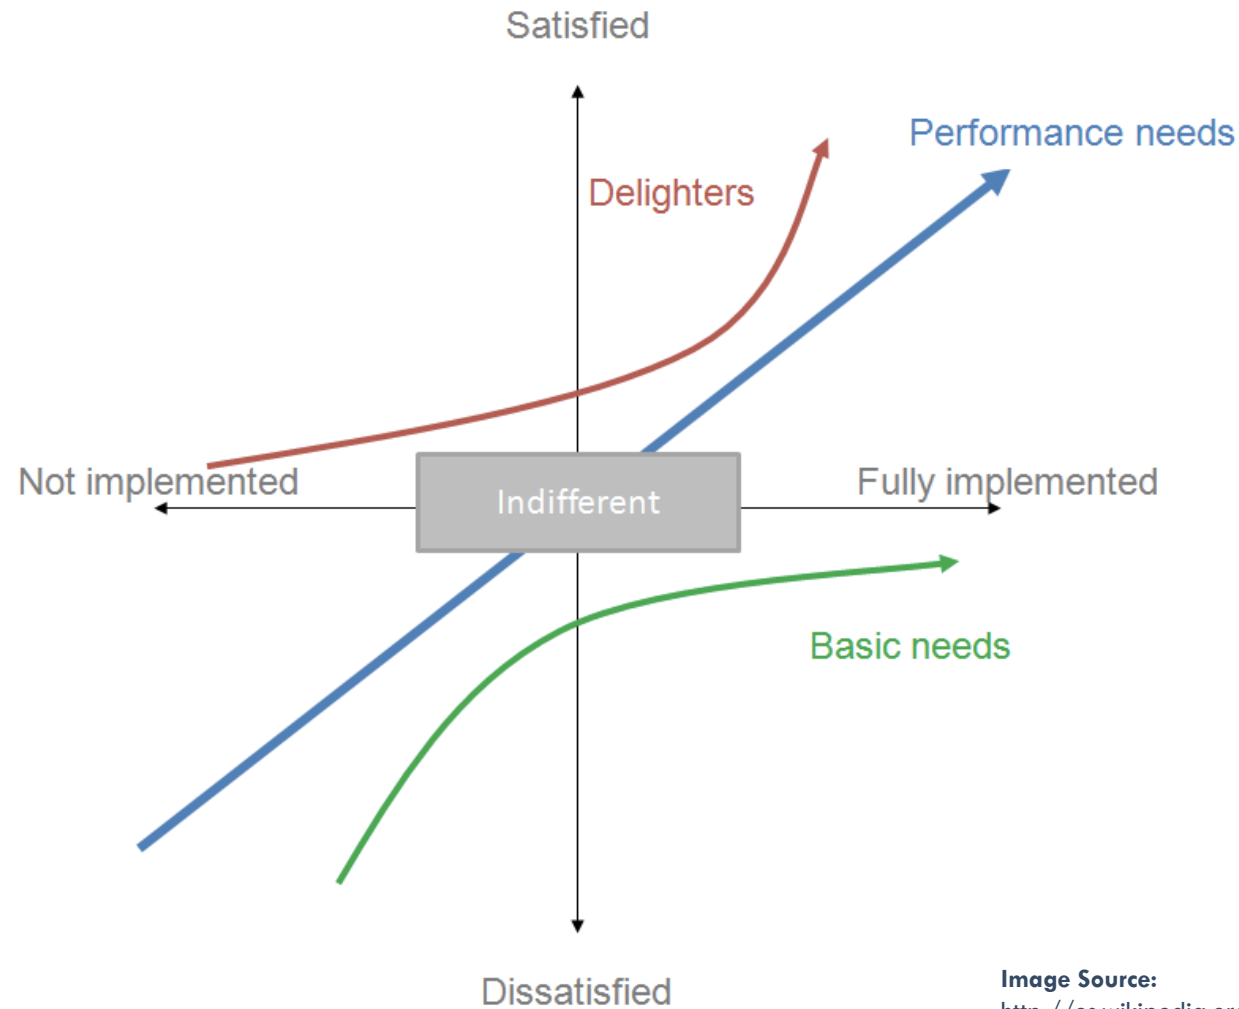 Satisfied
Performance needs
Delighters
Not implemented
Fully implemented
Indifferent
Basic needs
Dissatisfied
Image Source: